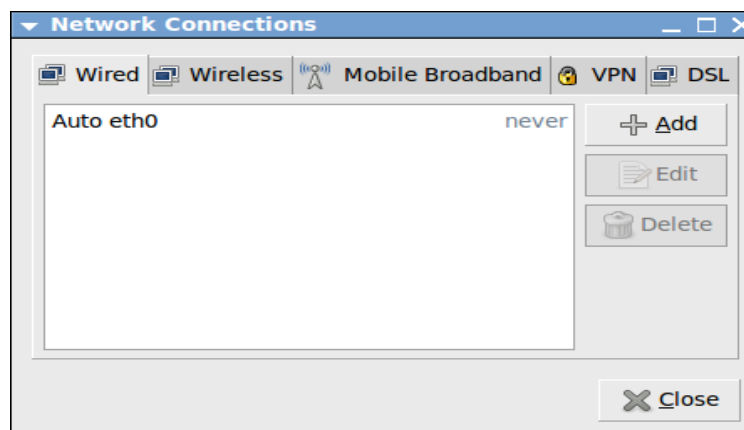 Network Connections
Wired Wireless Mobile Broadband VPN DSL
Auto eth0 never
Add
Edit
Delete
Close